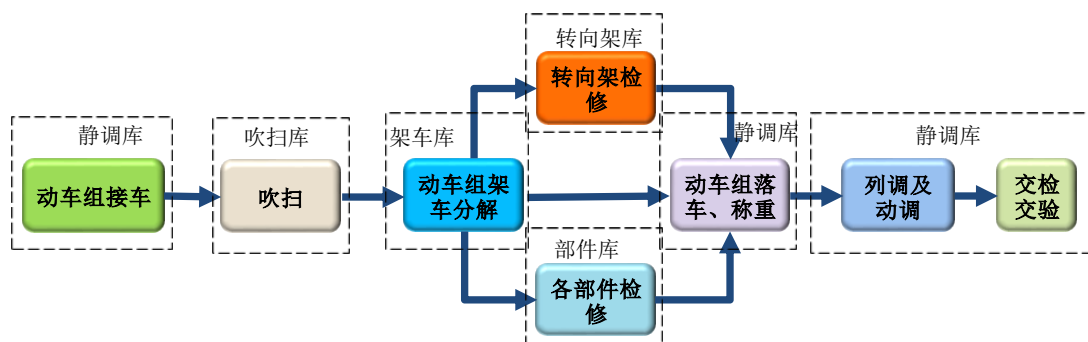 转向架库
转向架检
修
静调库
动车组接车
吹扫库
吹扫
架车库
动车组架
车分解
静调库
动车组落
车、称重
静调库
列调及
动调
交检
交验
部件库
各部件检
修